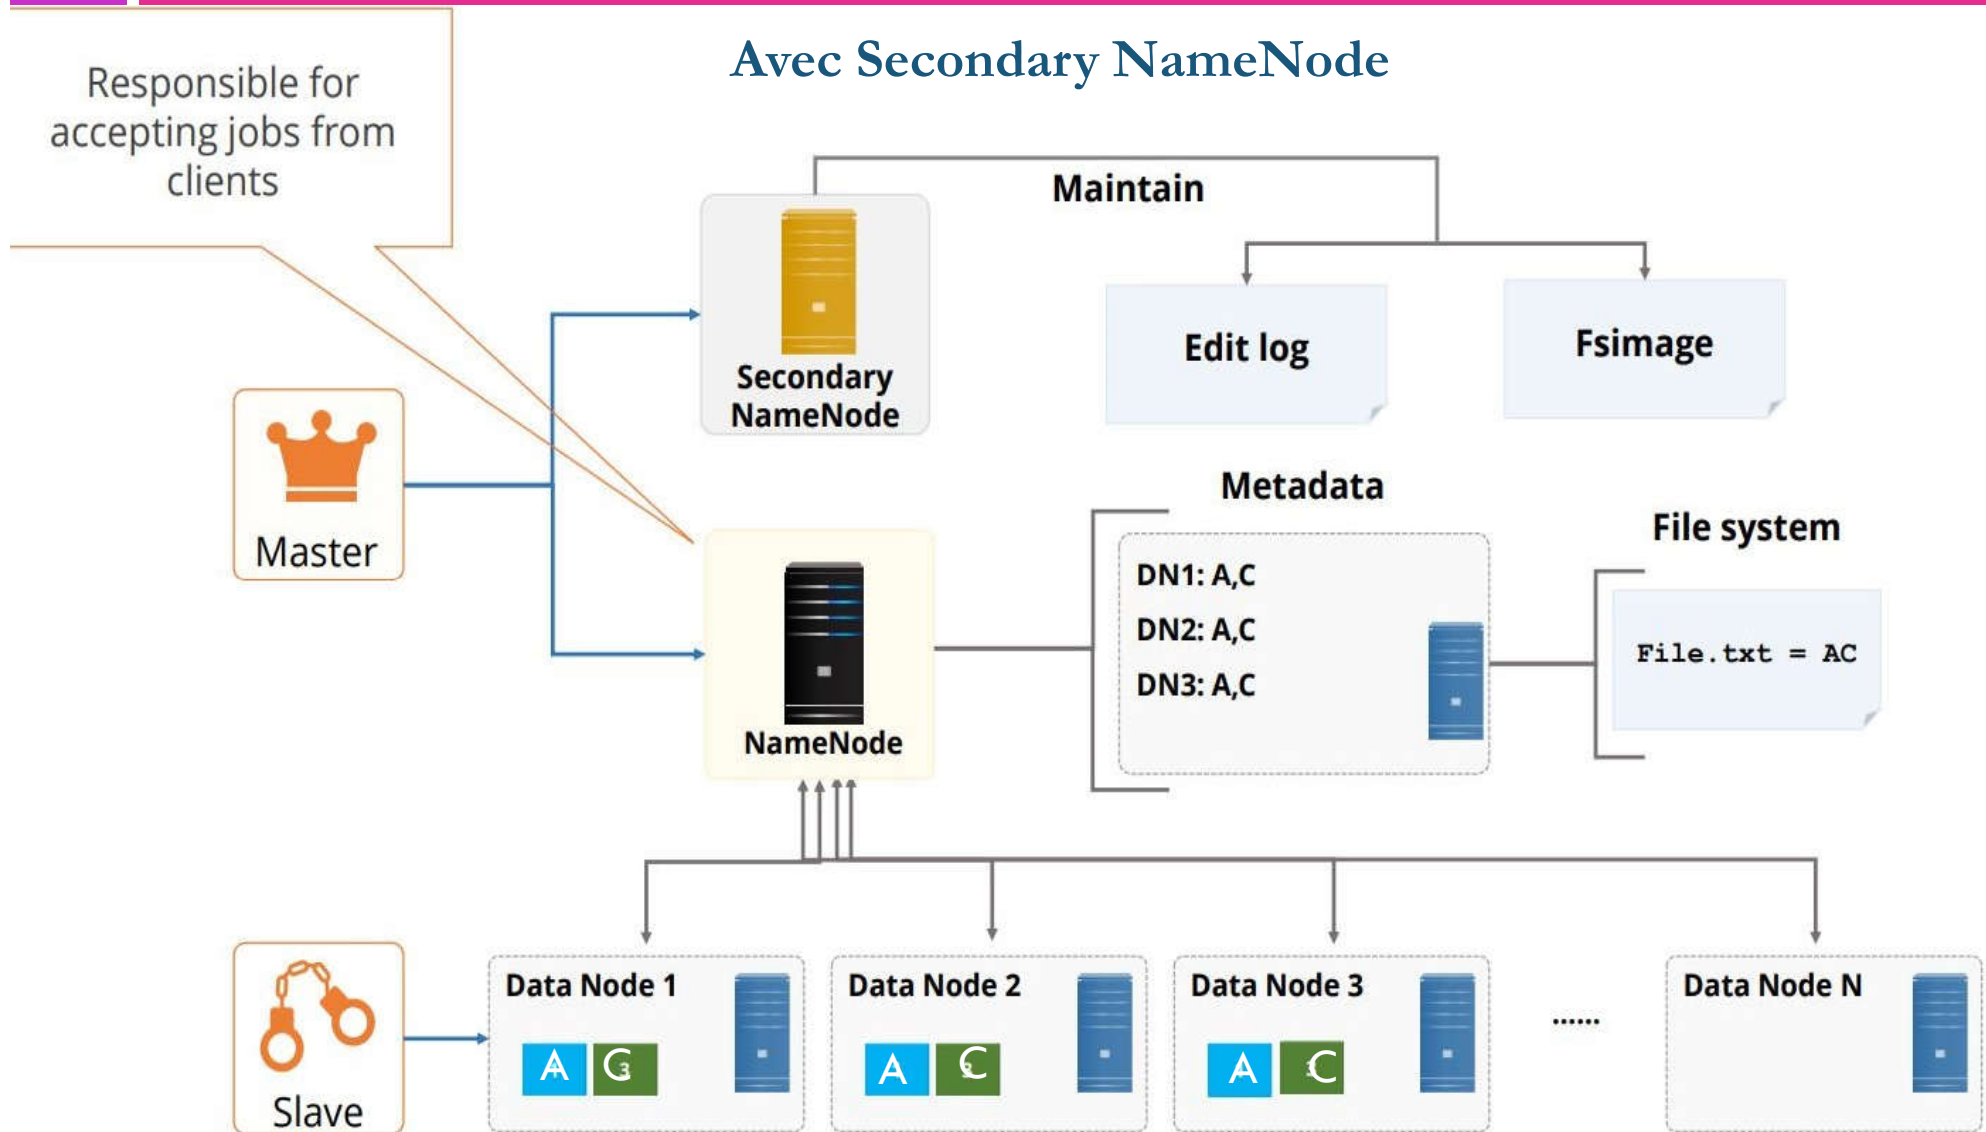 Avec Secondary NameNode
Responsible for
accepting jobs from
clients
Maintain
Secondary
NameNode
Edit log
Fsimage
Master
Metadata
File system
DN1: A,C
DN2: A,C
DN3: A,C
File.txt = AC
NameNode
Slave
Data Node 1
A C
Data Node 2
A C
Data Node 3
A C
......
Data Node N